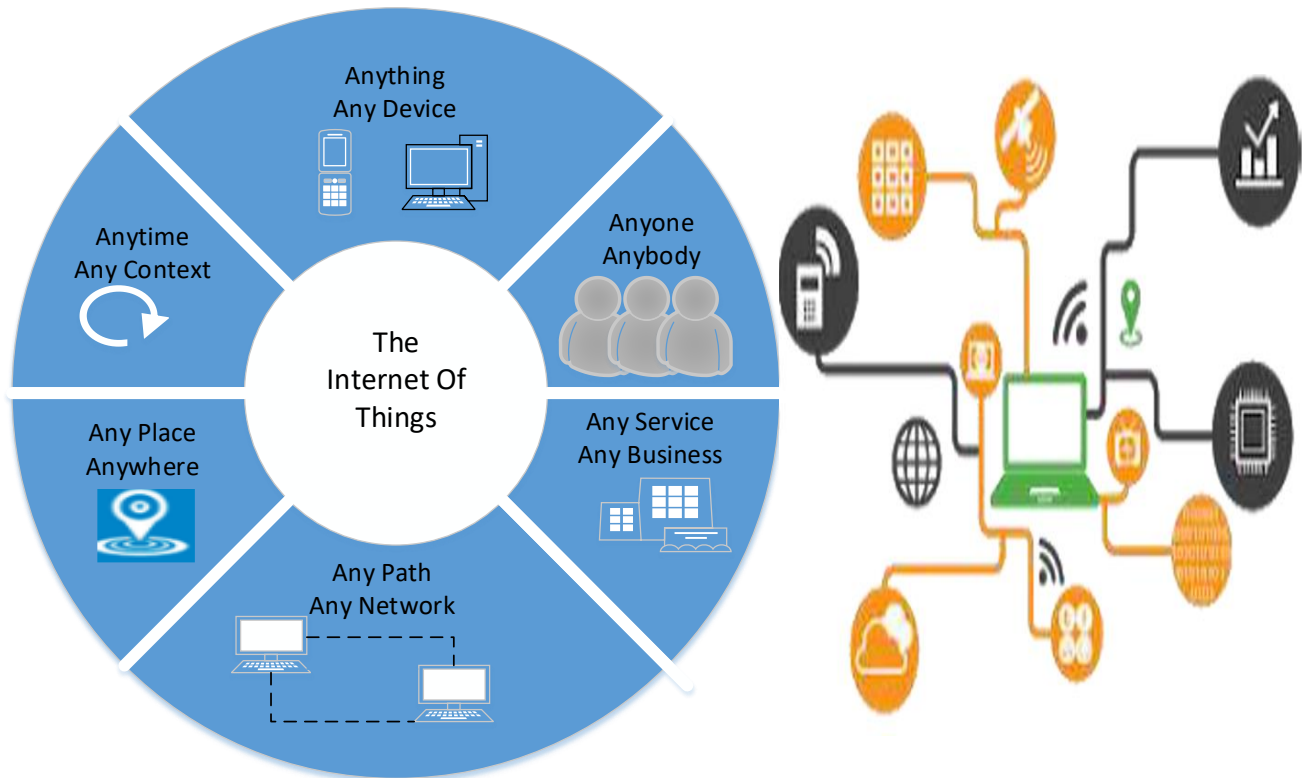 Anything
Any Device
Anyone
Anybody
Any Service
Any Business
Any Path
Any Network
Any Place
Anywhere
Anytime
Any Context
The
Internet Of
Things